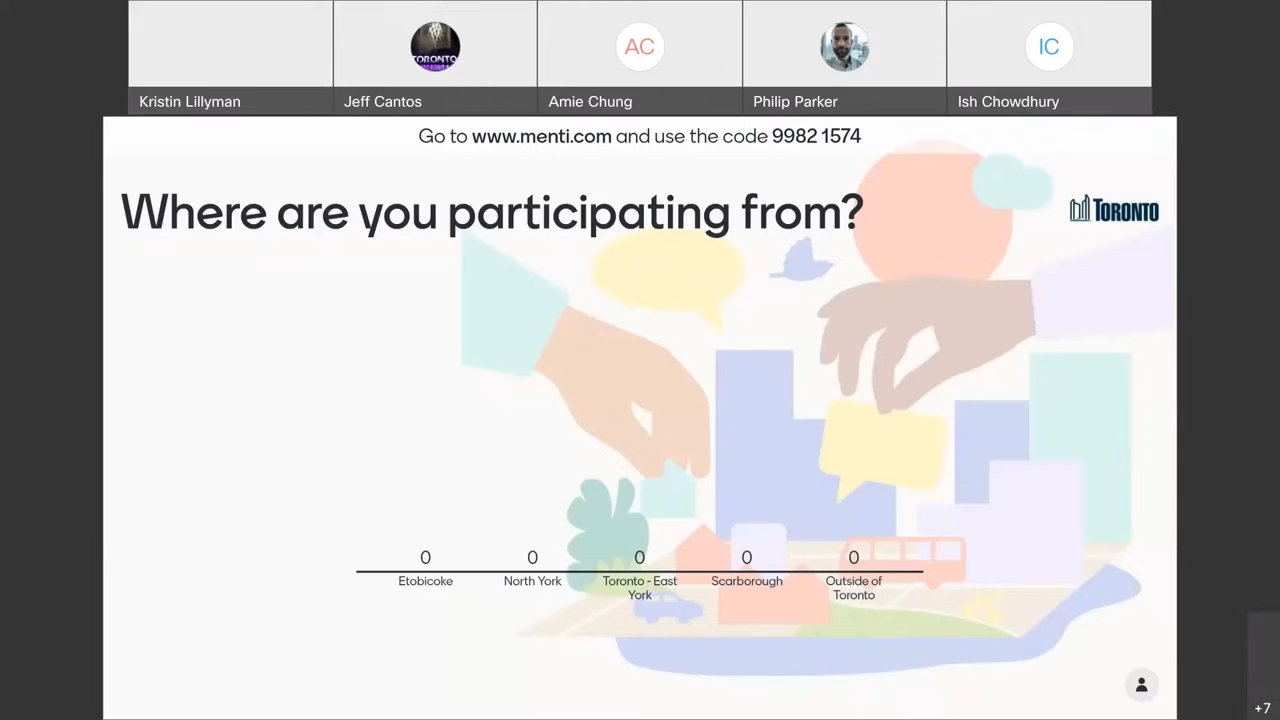 TORONTO
AC
IC
Kristin Lillyman
Jeff Cantos
Amie Chung
Philip Parker
Ish Chowdhury
Go to www.menti.com and use the code 9982 1574
Where are you participating from?
TORONTO
0
0
0
0
0
Etobicoke
North York
Toronto - East
York
Scarborough
Outside of
Toronto
+7